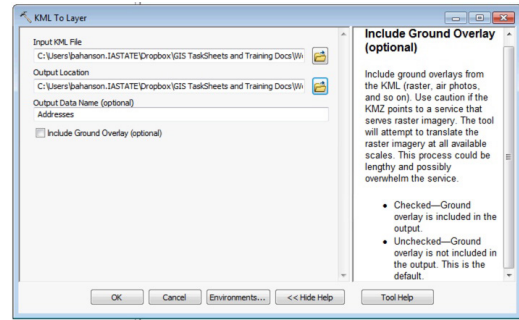 KML To Layer
Input KML File
C:\Users\bahanson.IASTATE\Dropbox\GIS TaskSheets and Training Docs\W
Output Location
C:\Users\bahanson.IASTATE\Dropbox\GIS TaskSheets and Training Docs\W
Output Data Name (optional)
Addresses
Include Ground Overlay (optional)
OK
Cancel
Environments...
<< Hide Help
Include Ground Overlay
(optional)
Include ground overlays from
the KML (raster, air photos,
and so on). Use caution if the
KMZ points to a service that
serves raster imagery. The tool
will attempt to translate the
raster imagery at all available
scales. This process could be
lengthy and possibly
overwhelm the service.
• Checked—Ground
overlay is included in the
output.
• Unchecked—Ground
overlay is not included in
the output. This is the
default.
Tool Help